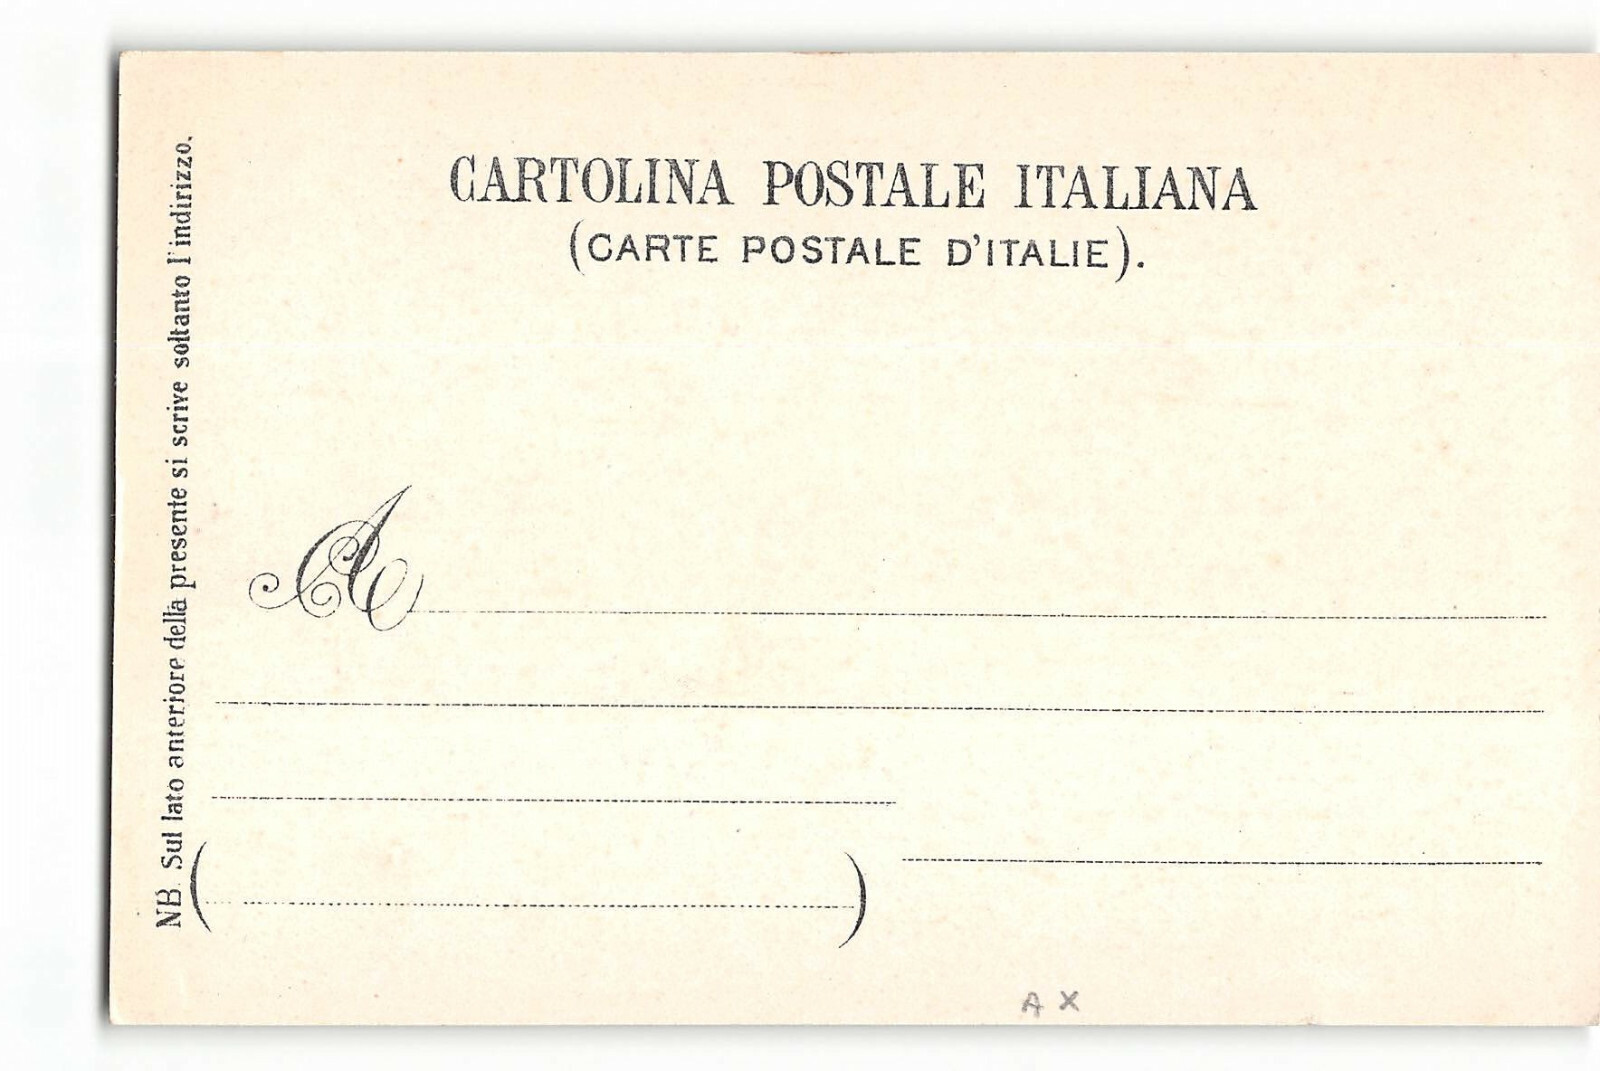 CARTOLINA POSTALE ITALIANA
(CARTE POSTALE D'ITALIE).
NB. Sul lato anteriore della presente si scrive soltanto l'indirizzo.
A
( )
A X